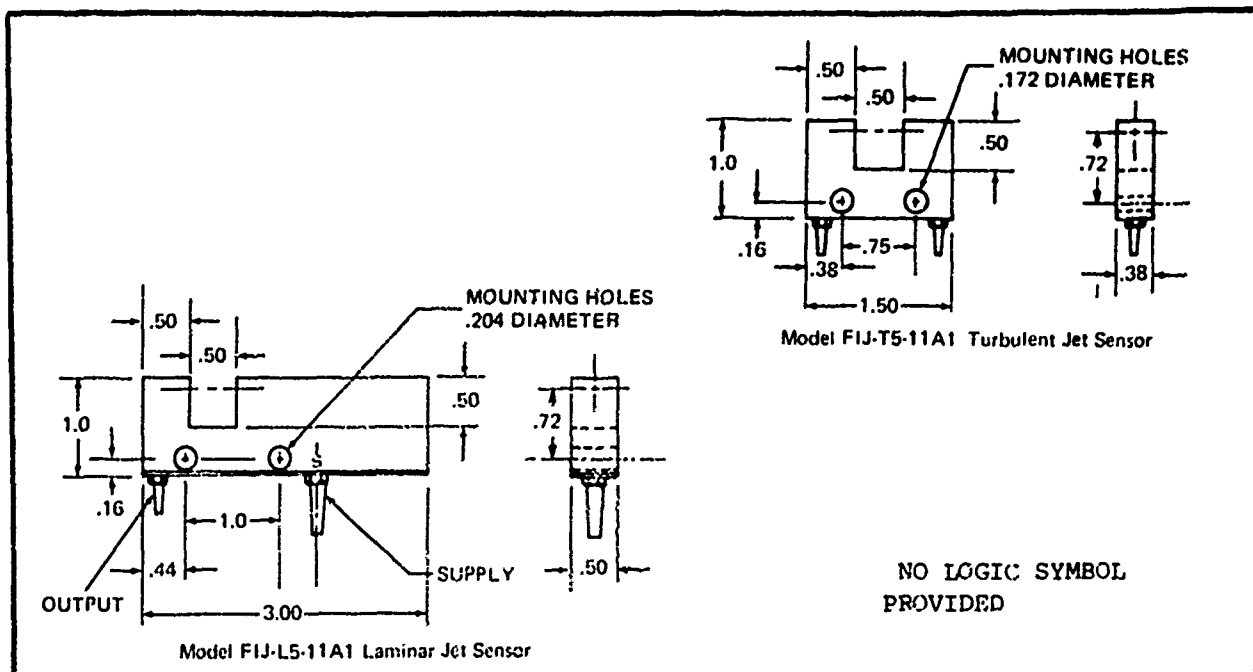 MOUNTING HOLES
.172 DIAMETER
.50
.50
.50
1.0
.72
.16
.75
.38
.38
1.50
Model FIJ-T5-11A1 Turbulent Jet Sensor
MOUNTING HOLES
.204 DIAMETER
.50
.50
.50
1.0
.72
S
.16
1.0
.44
SUPPLY
.50
OUTPUT
3.00
Model FIJ-L5-11A1 Laminar Jet Sensor
NO LOGIC SYMBOL
PROVIDED